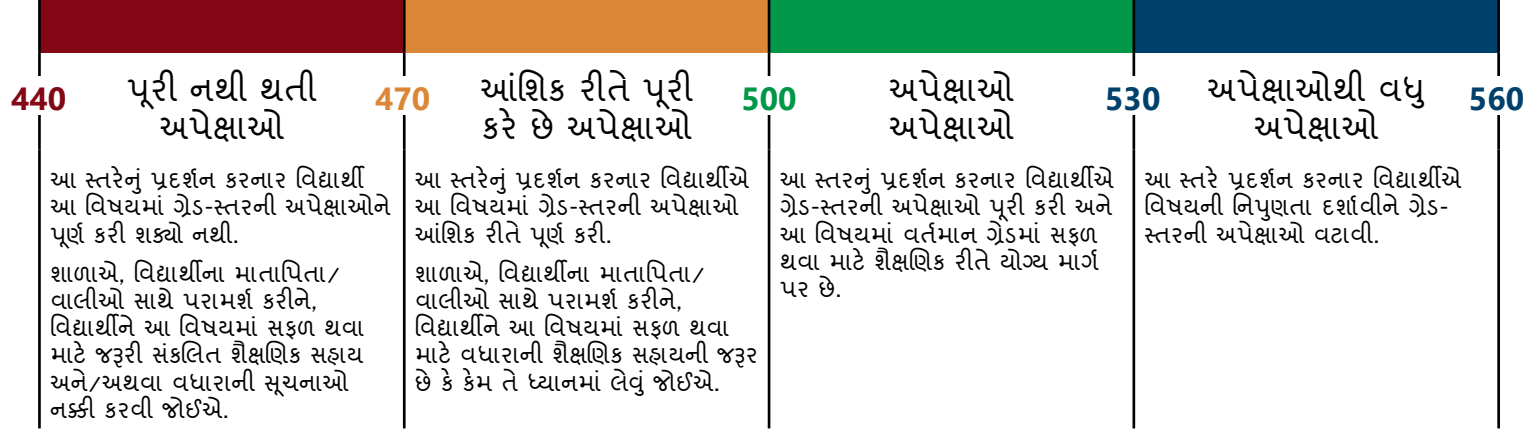 440
પૂરી નથી થતી
અપેક્ષાઓ
આ સ્તરેનું પ્રદર્શન કરનાર વિદ્યાર્થી
આ વિષયમાં ગ્રેડ-સ્તરની અપેક્ષાઓને
પૂર્ણ કરી શક્યો નથી.
શાળાએ, વિદ્યાર્થીના માતાપિતા/
વાલીઓ સાથે પરામર્શ કરીને,
વિદ્યાર્થીને આ વિષયમાં સફળ થવા
માટે જરૂરી સંકલિત શૈક્ષણિક સહાય
અને/અથવા વધારાની સૂચનાઓ
નક્કી કરવી જોઈએ.
470
આંશિક રીતે પૂરી
કરે છે અપેક્ષાઓ
આ સ્તરેનું પ્રદર્શન કરનાર વિદ્યાર્થીએ
આ વિષયમાં ગ્રેડ-સ્તરની અપેક્ષાઓ
આંશિક રીતે પૂર્ણ કરી.
શાળાએ, વિદ્યાર્થીના માતાપિતા/
વાલીઓ સાથે પરામર્શ કરીને,
વિદ્યાર્થીને આ વિષયમાં સફળ થવા
માટે વધારાની શૈક્ષણિક સહાયની જરૂર
છે કે કેમ તે ધ્યાનમાં લેવું જોઈએ.
500
અપેક્ષાઓ
અપેક્ષાઓ
આ સ્તરનું પ્રદર્શન કરનાર વિદ્યાર્થીએ
ગ્રેડ-સ્તરની અપેક્ષાઓ પૂરી કરી અને
આ વિષયમાં વર્તમાન ગ્રેડમાં સફળ
થવા માટે શૈક્ષણિક રીતે યોગ્ય માર્ગ
પર છે.
530
અપેક્ષાઓથી વધુ
અપેક્ષાઓ
આ સ્તરે પ્રદર્શન કરનાર વિદ્યાર્થીએ
વિષયની નિપુણતા દર્શાવીને ગ્રેડ-
સ્તરની અપેક્ષાઓ વટાવી.
560